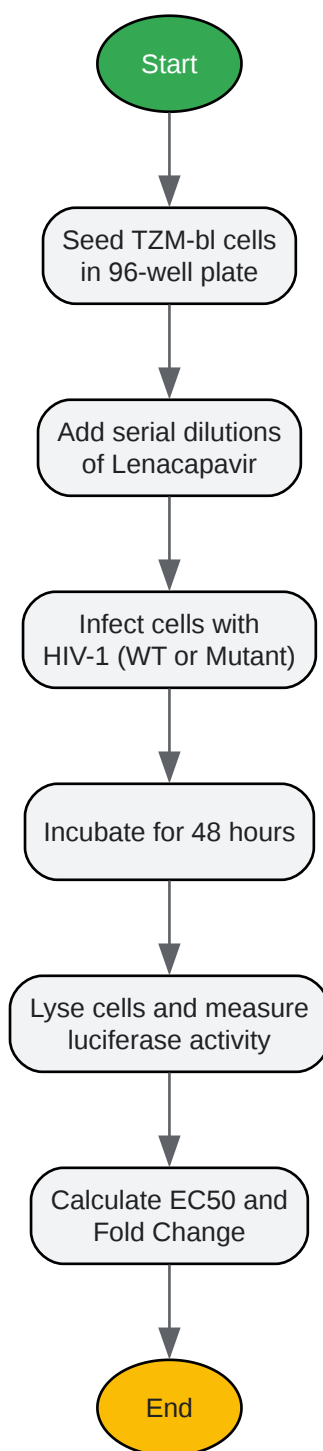 Start
Seed TZM-bl cells
in 96-well plate
Add serial dilutions
of Lenacapavir
Infect cells with
HIV-1 (WT or Mutant)
Incubate for 48 hours
Lyse cells and measure
luciferase activity
Calculate EC50 and
Fold Change
End